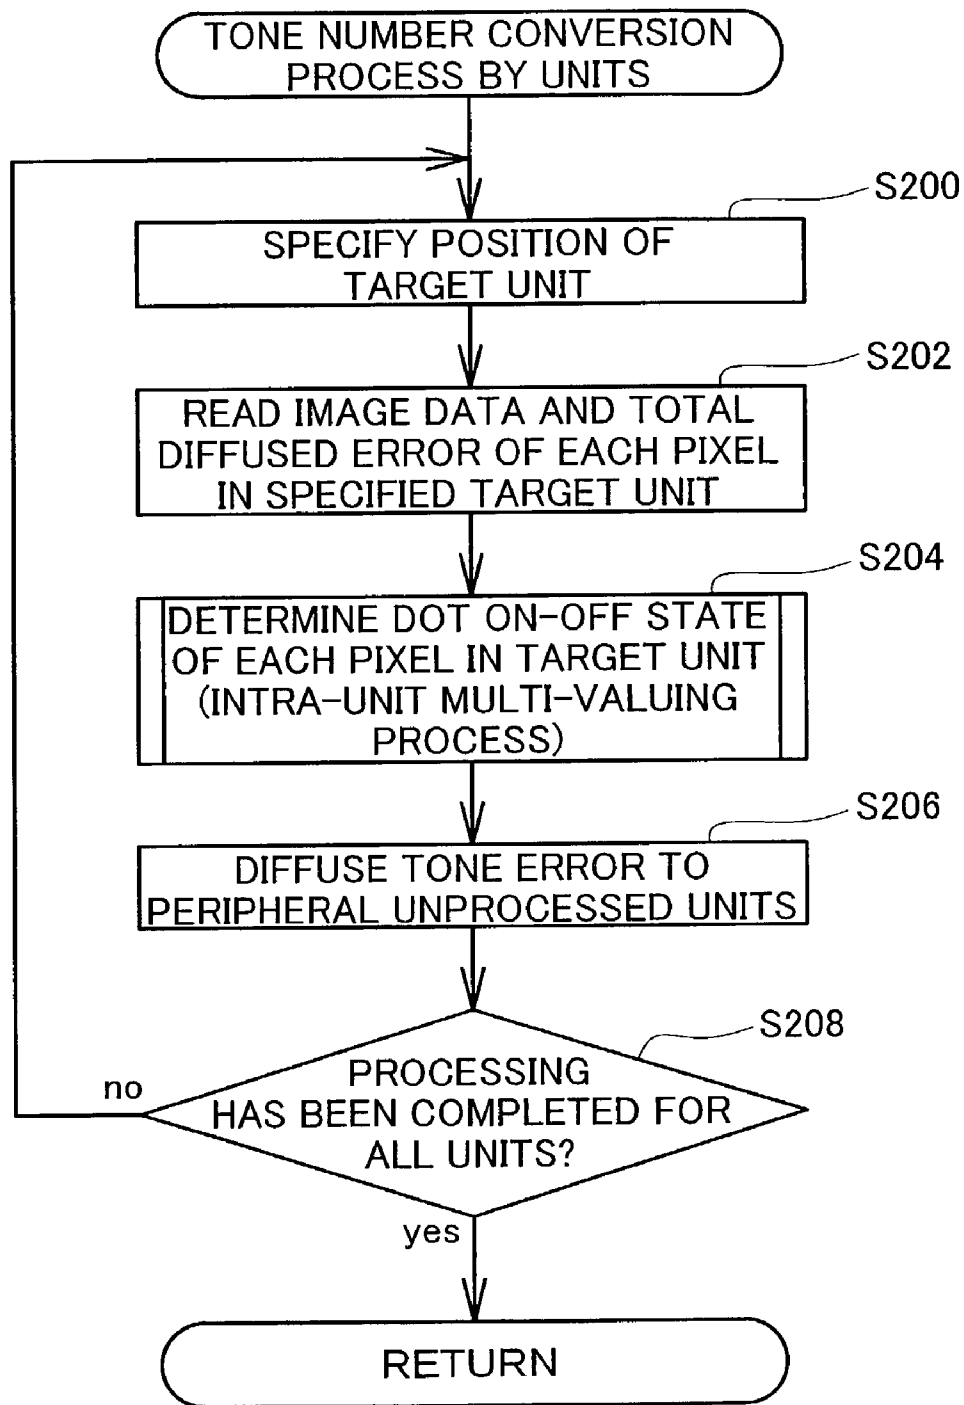 TONE NUMBER CONVERSION
PROCESS BY UNITS
S200
SPECIFY POSITION OF
TARGET UNIT
S202
READ IMAGE DATA AND TOTAL
DIFFUSED ERROR OF EACH PIXEL
IN SPECIFIED TARGET UNIT
S204
DETERMINE DOT ON-OFF STATE
OF EACH PIXEL IN TARGET UNIT
(INTRA-UNIT MULTI-VALUING
PROCESS)
S206
DIFFUSE TONE ERROR TO
PERIPHERAL UNPROCESSED UNITS
S208
PROCESSING
HAS BEEN COMPLETED FOR
ALL UNITS?
no
yes
RETURN